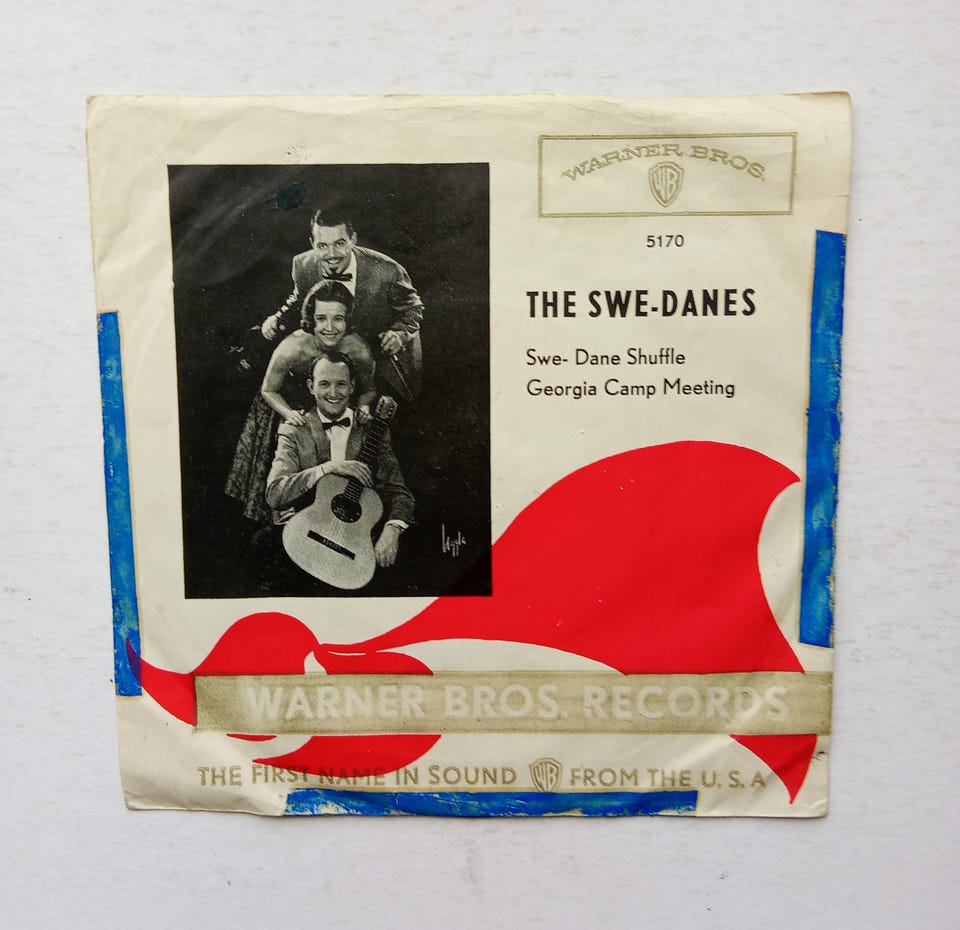 WARNER BROS.
WB
5170
THE SWE-DANES
Swe- Dane Shuffle
Georgia Camp Meeting
WARNER BROS. RECORDS
THE FIRST NAME IN SOUND WB FROM THE U.S.A